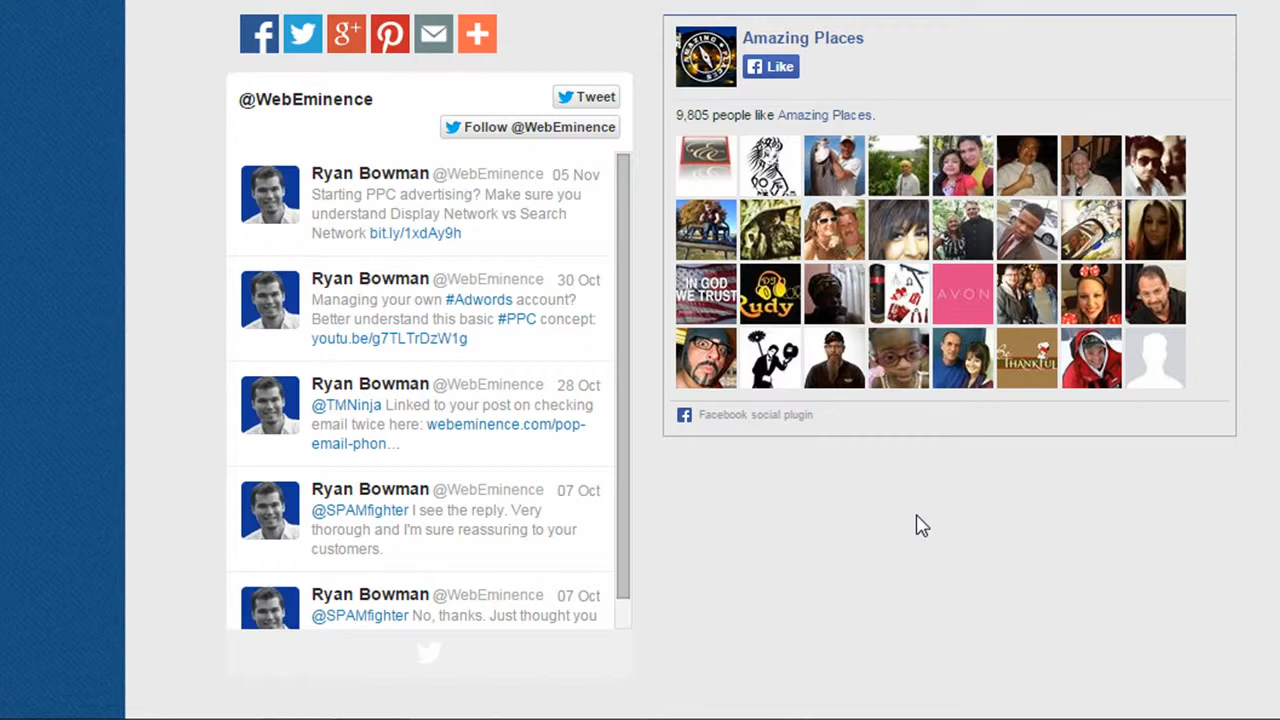 @WebEminence
Tweet
Follow @WebEminence
Ryan Bowman @WebEminence 05 Nov
Starting PPC advertising? Make sure you
understand Display Network vs Search
Network bit.ly/1xdAy9h
Ryan Bowman @WebEminence 30 Oct
Managing your own #Adwords account?
Better understand this basic #PPC concept:
youtu.be/g7TLTrDzW1g
Ryan Bowman @WebEminence 28 Oct
@TMNinja Linked to your post on checking
email twice here: webeminence.com/pop-
email-phon…
Ryan Bowman @WebEminence 07 Oct
@SPAMfighter I see the reply. Very
thorough and I'm sure reassuring to your
customers.
Ryan Bowman @WebEminence 07 Oct
@SPAMfighter No, thanks. Just thought you
AMAZING
PLACES
Amazing Places
Like
9,805 people like Amazing Places.
IN GOD
WE TRUST
DJ
Rudy
AVON
Be
THANKFUL
Facebook social plugin